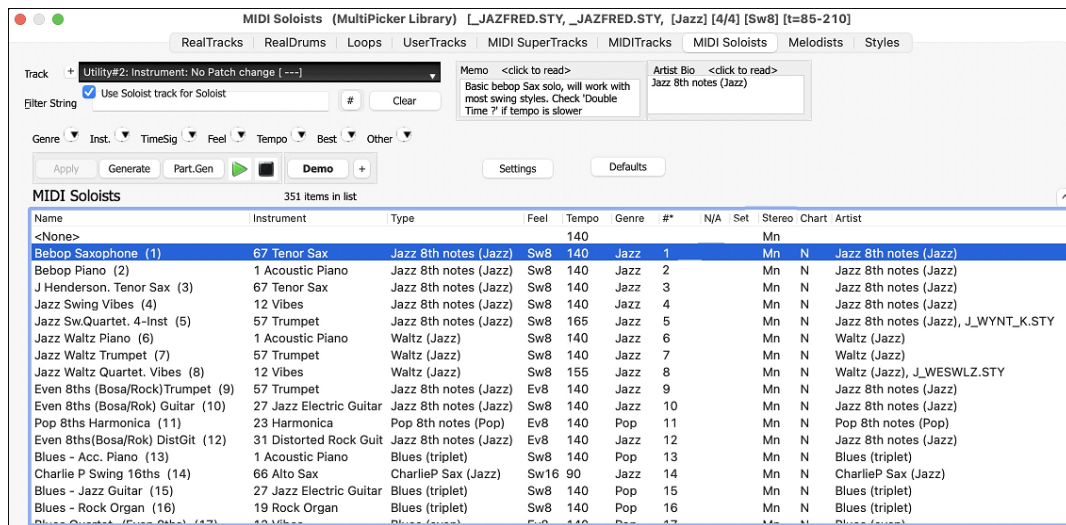 MIDI Soloists (MultiPicker Library) [_JAZFRED.STY, _JAZFRED.STY, [Jazz] [4/4] [Sw8] [t=85-210]
RealTracks RealDrums Loops UserTracks MIDI SuperTracks MIDITracks MIDI Soloists Melodists Styles
Track + Utility#2: Instrument: No Patch change [ ---]
Use Soloist track for Soloist
Filter String # Clear
Memo <click to read>
Basic bebop Sax solo, will work with
most swing styles. Check 'Double
Time ?' if tempo is slower
Artist Bio <click to read>
Jazz 8th notes (Jazz)
Genre Inst. TimeSig Feel Tempo Best Other
Apply Generate Part.Gen Demo + Settings Defaults
MIDI Soloists 351 items in list
Name Instrument Type Feel Tempo Genre #* N/A Set Stereo Chart Artist
<None> 140 Mn
Bebop Saxophone (1) 67 Tenor Sax Jazz 8th notes (Jazz) Sw8 140 Jazz 1 Mn N Jazz 8th notes (Jazz)
Bebop Piano (2) 1 Acoustic Piano Jazz 8th notes (Jazz) Sw8 140 Jazz 2 Mn N Jazz 8th notes (Jazz)
J Henderson. Tenor Sax (3) 67 Tenor Sax Jazz 8th notes (Jazz) Sw8 140 Jazz 3 Mn N Jazz 8th notes (Jazz)
Jazz Swing Vibes (4) 12 Vibes Jazz 8th notes (Jazz) Sw8 140 Jazz 4 Mn N Jazz 8th notes (Jazz)
Jazz Sw.Quartet. 4-Inst (5) 57 Trumpet Jazz 8th notes (Jazz) Sw8 165 Jazz 5 Mn N Jazz 8th notes (Jazz), J_WYNT_K.STY
Jazz Waltz Piano (6) 1 Acoustic Piano Waltz (Jazz) Sw8 140 Jazz 6 Mn N Waltz (Jazz)
Jazz Waltz Trumpet (7) 57 Trumpet Waltz (Jazz) Sw8 140 Jazz 7 Mn N Waltz (Jazz)
Jazz Waltz Quartet. Vibes (8) 12 Vibes Waltz (Jazz) Sw8 155 Jazz 8 Mn N Waltz (Jazz), J_WESWLZ.STY
Even 8ths (Bosa/Rock)Trumpet (9) 57 Trumpet Jazz 8th notes (Jazz) Ev8 140 Jazz 9 Mn N Jazz 8th notes (Jazz)
Even 8ths (Bosa/Rok) Guitar (10) 27 Jazz Electric Guitar Jazz 8th notes (Jazz) Sw8 140 Jazz 10 Mn N Jazz 8th notes (Jazz)
Pop 8ths Harmonica (11) 23 Harmonica Pop 8th notes (Pop) Ev8 140 Pop 11 Mn N Pop 8th notes (Pop)
Even 8ths(Bosa/Rok) DistGit (12) 31 Distorted Rock Guit Jazz 8th notes (Jazz) Ev8 140 Jazz 12 Mn N Jazz 8th notes (Jazz)
Blues - Acc. Piano (13) 1 Acoustic Piano Blues (triplet) Sw8 140 Pop 13 Mn N Blues (triplet)
Charlie P Swing 16ths (14) 66 Alto Sax CharlieP Sax (Jazz) Sw16 90 Jazz 14 Mn N CharlieP Sax (Jazz)
Blues - Jazz Guitar (15) 27 Jazz Electric Guitar Blues (triplet) Sw8 140 Pop 15 Mn N Blues (triplet)
Blues - Rock Organ (16) 19 Rock Organ Blues (triplet) Sw8 140 Pop 16 Mn N Blues (triplet)